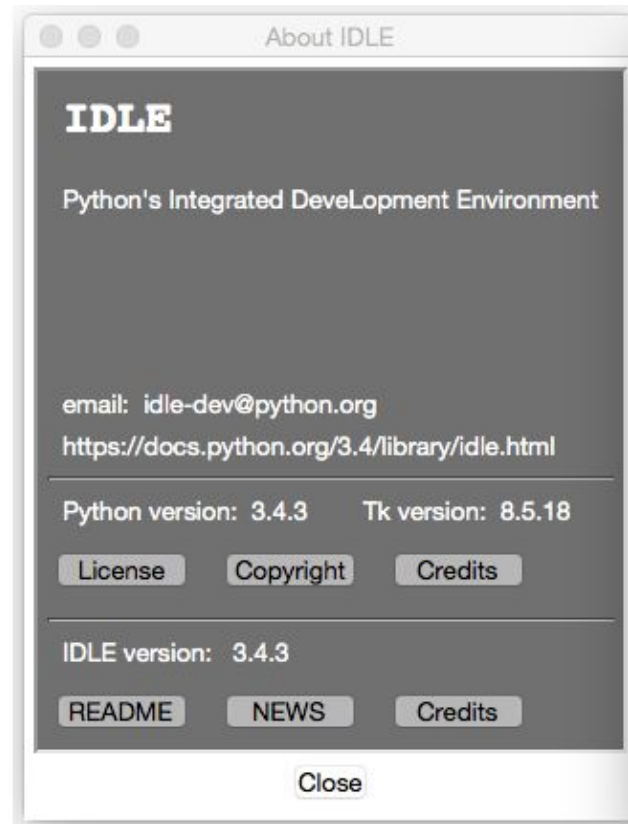 About IDLE
IDLE
Python's Integrated DeveLopment Environment
email:  idle-dev@python.org
https://docs.python.org/3.4/library/idle.html
Python version:  3.4.3 Tk version:  8.5.18
License Copyright Credits
IDLE version:  3.4.3
README NEWS Credits
Close